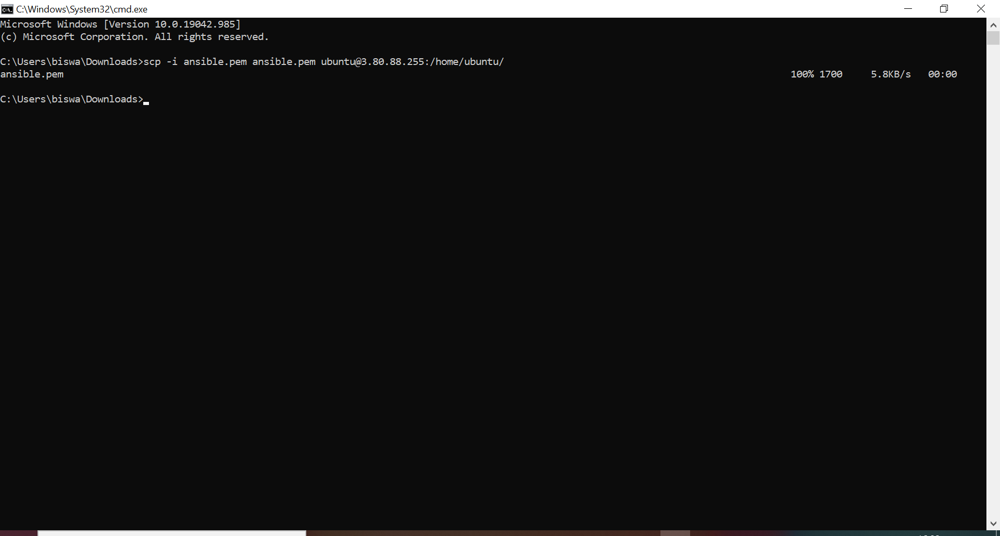 C:\Windows\System32\cmd.exe
Microsoft Windows [Version 10.0.19042.985]
(c) Microsoft Corporation. All rights reserved.
C:\Users\biswa\Downloads>scp -i ansible.pem ansible.pem ubuntu@3.80.88.255:/home/ubuntu/
ansible.pem 100% 1700 5.8KB/s 00:00
C:\Users\biswa\Downloads>